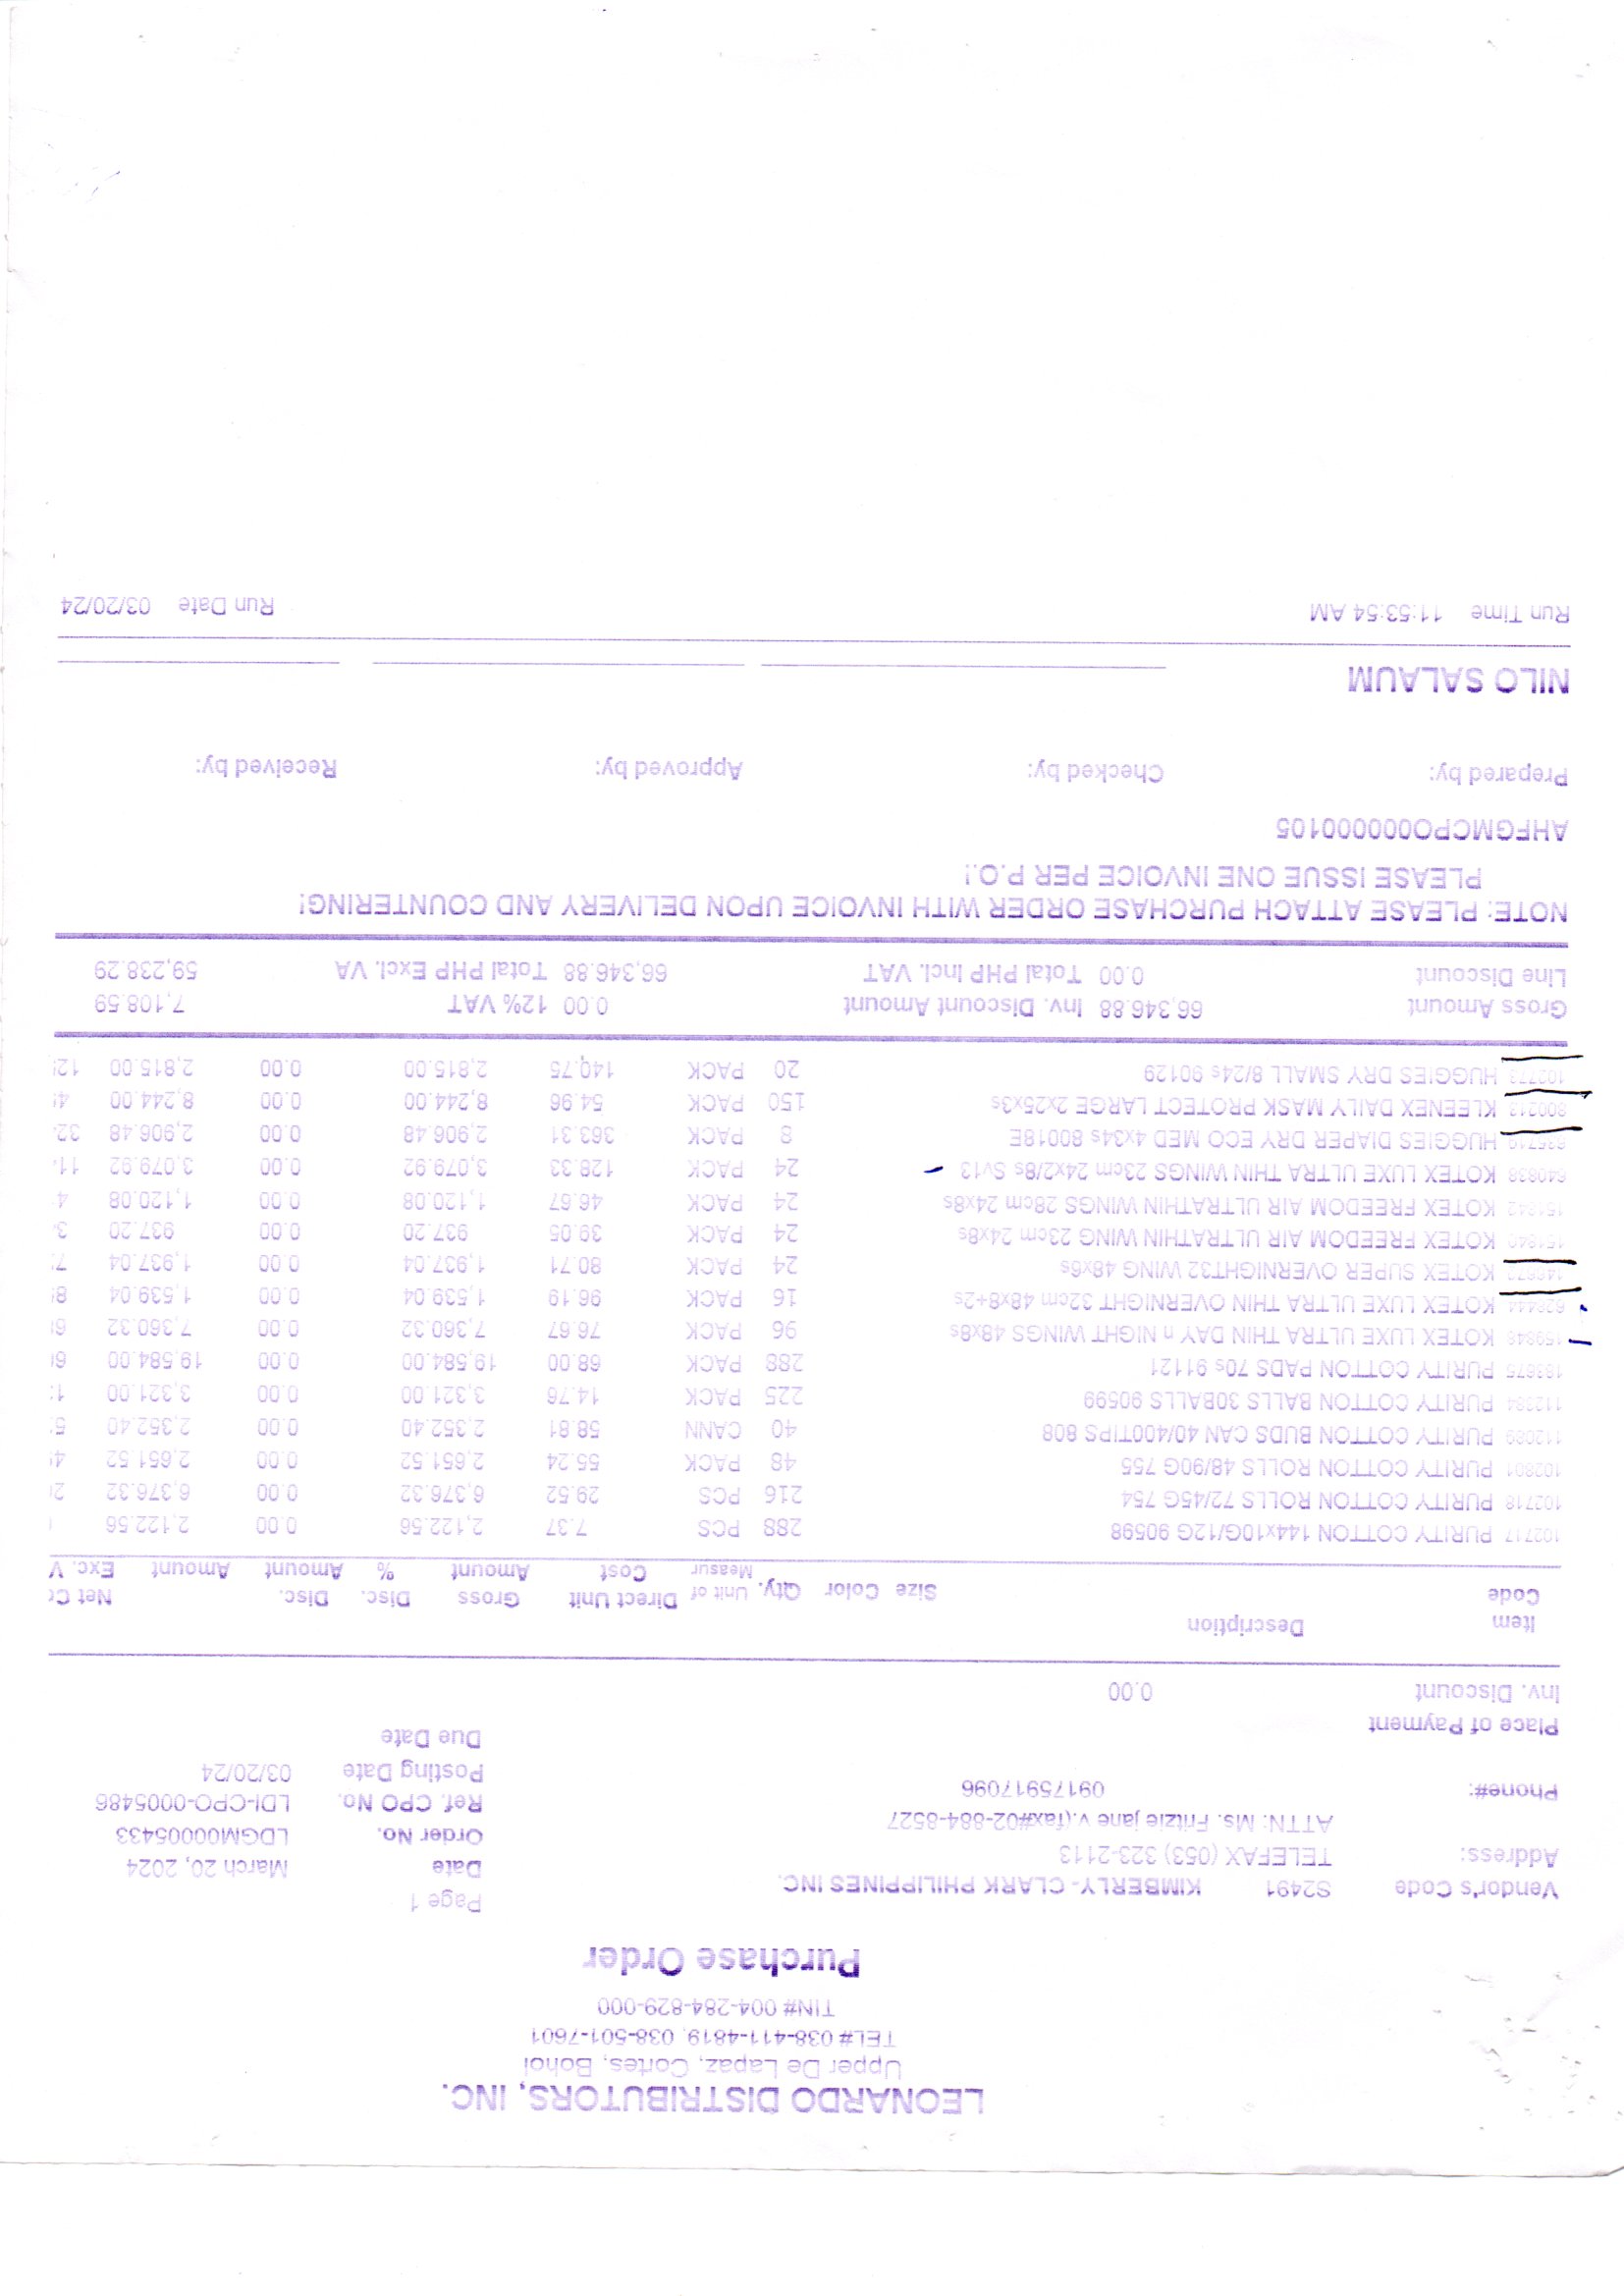 LEONARDO DISTRIBUTORS, INC.
Upper De Lapaz, Cortes, Bohol
TEL# 038-411-4819, 038-501-7601
TIN# 004-284-829-000
Purchase Order
Page 1
Vendor's Code S2491 KIMBERLY- CLARK PHILIPPINES INC.
Date March 20, 2024
Address: TELEFAX (053) 323-2113
Order No. LDGM00005433
ATTN: Ms. Fritzie jane v.(fax#02-884-8527
Ref. CPO No. LDI-CPO-0005486
Phone#: 09175917096
Posting Date 03/20/24
Due Date
Place of Payment
Inv. Discount 0.00
Item Code Description Size Color Qty. Unit of Measur Direct Unit Cost Gross Amount Disc. % Disc. Amount Amount Net Co Exc. V
102717 PURITY COTTON 144x10G/12G 90598 288 PCS 7.37 2,122.56 0.00 2,122.56
102718 PURITY COTTON ROLLS 72/45G 754 216 PCS 29.52 6,376.32 0.00 6,376.32 2
102801 PURITY COTTON ROLLS 48/90G 755 48 PACK 55.24 2,651.52 0.00 2,651.52 4
112089 PURITY COTTON BUDS CAN 40/400TIPS 808 40 CANN 58.81 2,352.40 0.00 2,352.40 5
112384 PURITY COTTON BALLS 30BALLS 90599 225 PACK 14.76 3,321.00 0.00 3,321.00 1
183675 PURITY COTTON PADS 70s 91121 288 PACK 68.00 19,584.00 0.00 19,584.00 6
159848 KOTEX LUXE ULTRA THIN DAY n NIGHT WINGS 48x8s 96 PACK 76.67 7,360.32 0.00 7,360.32 6
KOTEX LUXE ULTRA THIN OVERNIGHT 32cm 48x8+2s 16 PACK 96.19 1,539.04 0.00 1,539.04 8
KOTEX SUPER OVERNIGHT32 WING 48x6s 24 PACK 80.71 1,937.04 0.00 1,937.04 7
151840 KOTEX FREEDOM AIR ULTRATHIN WING 23cm 24x8s 24 PACK 39.05 937.20 0.00 937.20 3
151842 KOTEX FREEDOM AIR ULTRATHIN WINGS 28cm 24x8s 24 PACK 46.67 1,120.08 0.00 1,120.08 4
640838 KOTEX LUXE ULTRA THIN WINGS 23cm 24x2/8s Sv13 24 PACK 128.33 3,079.92 0.00 3,079.92 11
635719 HUGGIES DIAPER DRY ECO MED 4x34s 80018E 8 PACK 363.31 2,906.48 0.00 2,906.48 32
800213 KLEENEX DAILY MASK PROTECT LARGE 2x25x3s 150 PACK 54.96 8,244.00 0.00 8,244.00 4
102773 HUGGIES DRY SMALL 8/24s 90129 20 PACK 140.75 2,815.00 0.00 2,815.00 12
Gross Amount 66,346.88 Inv. Discount Amount 0.00 12% VAT 7,108.59
Line Discount 0.00 Total PHP Incl. VAT 66,346.88 Total PHP Excl. VA 59,238.29
NOTE: PLEASE ATTACH PURCHASE ORDER WITH INVOICE UPON DELIVERY AND COUNTERING!
PLEASE ISSUE ONE INVOICE PER P.O.!
AHFGMCPO000000105
Prepared by: Checked by: Approved by: Received by:
NILO SALAUM
Run Time 11:53:54 AM Run Date 03/20/24